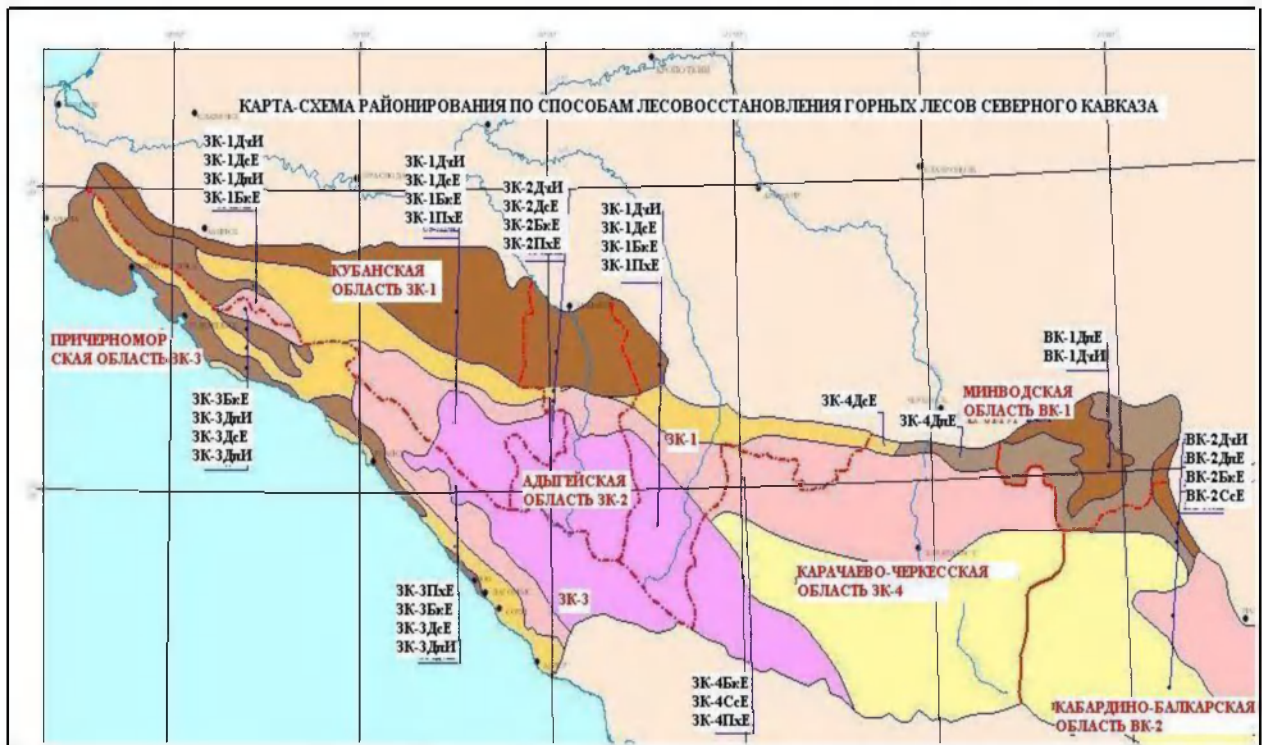 КАРТА-СХЕМА РАЙОНИРОВАНИЯ ПО СПОСОБАМ ЛЕСОВОССТАНОВЛЕНИЯ ГОРНЫХ ЛЕСОВ СЕВЕРНОГО КАВКАЗА
ЗК-1ДчИ
ЗК-1ДсЕ
ЗК-1ДпИ
ЗК-1БкЕ
ЗК-1ДчИ
ЗК-1ДсЕ
ЗК-1БкЕ
ЗК-1ПхЕ
ЗК-2ДчИ
ЗК-2ДсЕ
ЗК-2БкЕ
ЗК-2ПхЕ
ЗК-1ДчИ
ЗК-1ДсЕ
ЗК-1БкЕ
ЗК-1ПхЕ
КУБАНСКАЯ
ОБЛАСТЬ ЗК-1
ПРИЧЕРНОМОР
СКАЯ ОБЛАСТЬ ЗК-3
ВК-1ДпЕ
ВК-1ДчИ
МИНВОДСКАЯ
ОБЛАСТЬ ВК-1
ЗК-4ДсЕ
ЗК-4ДпЕ
ЗК-3БкЕ
ЗК-3ДпИ
ЗК-3ДсЕ
ЗК-3ДпИ
ЗК-1
ВК-2ДчИ
ВК-2ДпЕ
ВК-2БкЕ
ВК-2СсЕ
АДЫГЕЙСКАЯ
ОБЛАСТЬ ЗК-2
КАРАЧАЕВО-ЧЕРКЕССКАЯ
ОБЛАСТЬ ЗК-4
ЗК-3ПхЕ
ЗК-3БкЕ
ЗК-3ДсЕ
ЗК-3ДпИ
ЗК-3
ЗК-4БкЕ
ЗК-4СсЕ
ЗК-4ПхЕ
КАБАРДИНО-БАЛКАРСКАЯ
ОБЛАСТЬ ВК-2